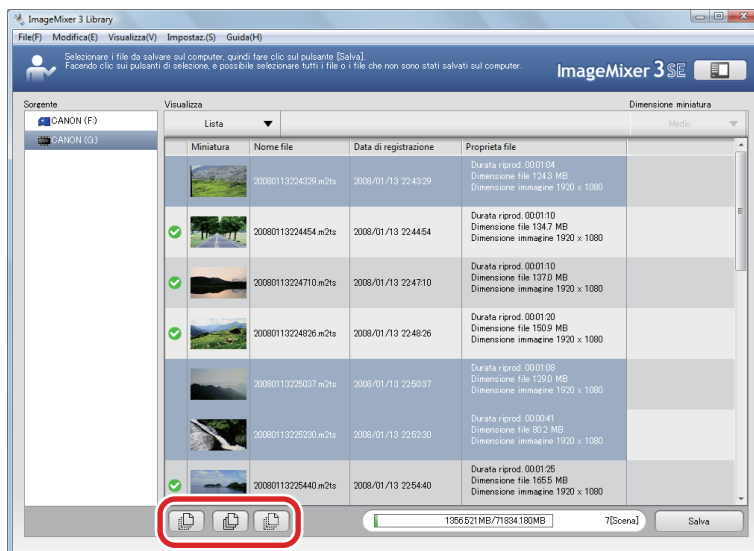 ImageMixer 3 Library
File(F) Modifica(E) Visualizza(V) Impostaz.(S) Guida(H)
Selezionare i file da salvare sul computer, quindi fare clic sul pulsante [Salva].
Facendo clic sui pulsanti di selezione, e possibile selezionare tutti i file o i file che non sono stati salvati sul computer.
ImageMixer 3 SE
Sorgente Visualizza Dimensione miniatura
CANON (F:)
Lista Medio
CANON (G:)
Miniatura Nome file Data di registrazione Proprieta file
Durata riprod. 00:01:04
20080113224329.m2ts 2008/01/13 22:43:29 Dimensione file 124.3 MB
Dimensione immagine 1920 x 1080
Durata riprod. 00:01:10
20080113224454.m2ts 2008/01/13 22:44:54 Dimensione file 134.7 MB
Dimensione immagine 1920 x 1080
Durata riprod. 00:01:10
20080113224710.m2ts 2008/01/13 22:47:10 Dimensione file 137.0 MB
Dimensione immagine 1920 x 1080
Durata riprod. 00:01:20
20080113224826.m2ts 2008/01/13 22:48:26 Dimensione file 150.9 MB
Dimensione immagine 1920 x 1080
Durata riprod. 00:01:08
20080113225037.m2ts 2008/01/13 22:50:37 Dimensione file 129.0 MB
Dimensione immagine 1920 x 1080
Durata riprod. 00:00:41
20080113225230.m2ts 2008/01/13 22:52:30 Dimensione file 80.2 MB
Dimensione immagine 1920 x 1080
Durata riprod. 00:01:25
20080113225440.m2ts 2008/01/13 22:54:40 Dimensione file 165.5 MB
Dimensione immagine 1920 x 1080
1356.521MB/71834.180MB 7[Scena] Salva